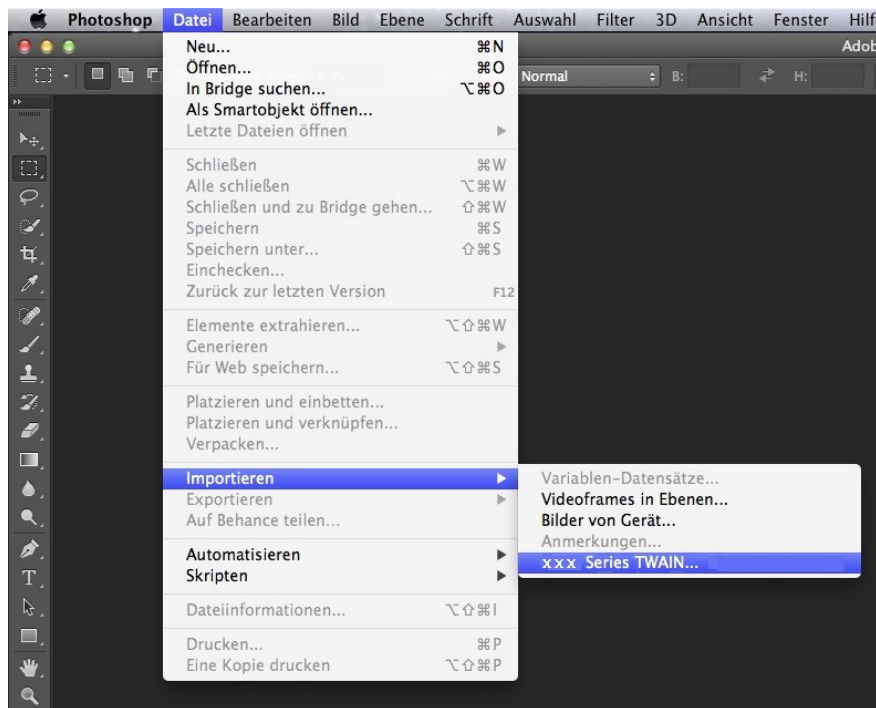 Photoshop Datei Bearbeiten Bild Ebene Schrift Auswahl Filter 3D Ansicht Fenster Hilf
Adob
Normal B: H:
Neu... ⌘N
Öffnen... ⌘O
In Bridge suchen... ⌥⌘O
Als Smartobjekt öffnen...
Letzte Dateien öffnen
Schließen ⌘W
Alle schließen ⌥⌘W
Schließen und zu Bridge gehen... ⇧⌘W
Speichern ⌘S
Speichern unter... ⇧⌘S
Einchecken...
Zurück zur letzten Version F12
Elemente extrahieren... ⌥⇧⌘W
Generieren
Für Web speichern... ⌥⇧⌘S
Platzieren und einbetten...
Platzieren und verknüpfen...
Verpacken...
Importieren
Exportieren
Auf Behance teilen...
Automatisieren
Skripten
Dateiinformationen... ⌥⇧⌘I
Drucken... ⌘P
Eine Kopie drucken ⌥⇧⌘P
Variablen-Datensätze...
Videoframes in Ebenen...
Bilder von Gerät...
Anmerkungen...
xxx Series TWAIN...